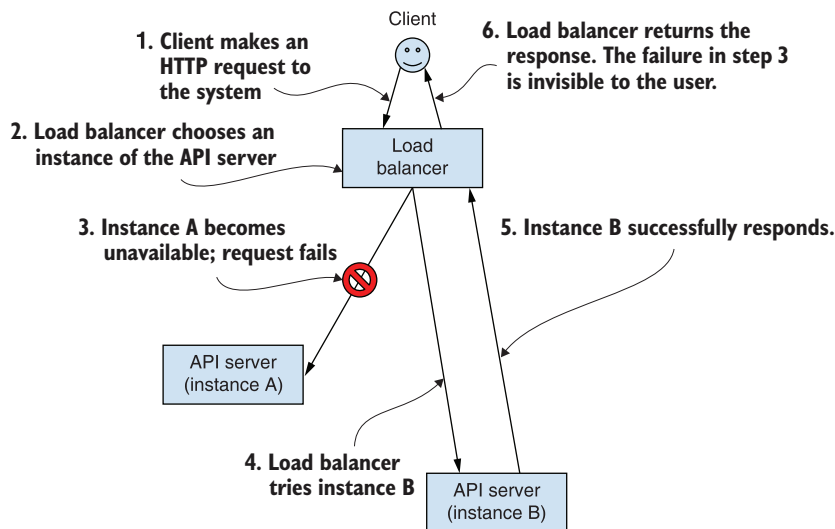 Client
1. Client makes an
HTTP request to
the system
6. Load balancer returns the
response. The failure in step 3
is invisible to the user.
2. Load balancer chooses an
instance of the API server
Load
balancer
3. Instance A becomes
unavailable; request fails
5. Instance B successfully responds.
API server
(instance A)
4. Load balancer
tries instance B
API server
(instance B)